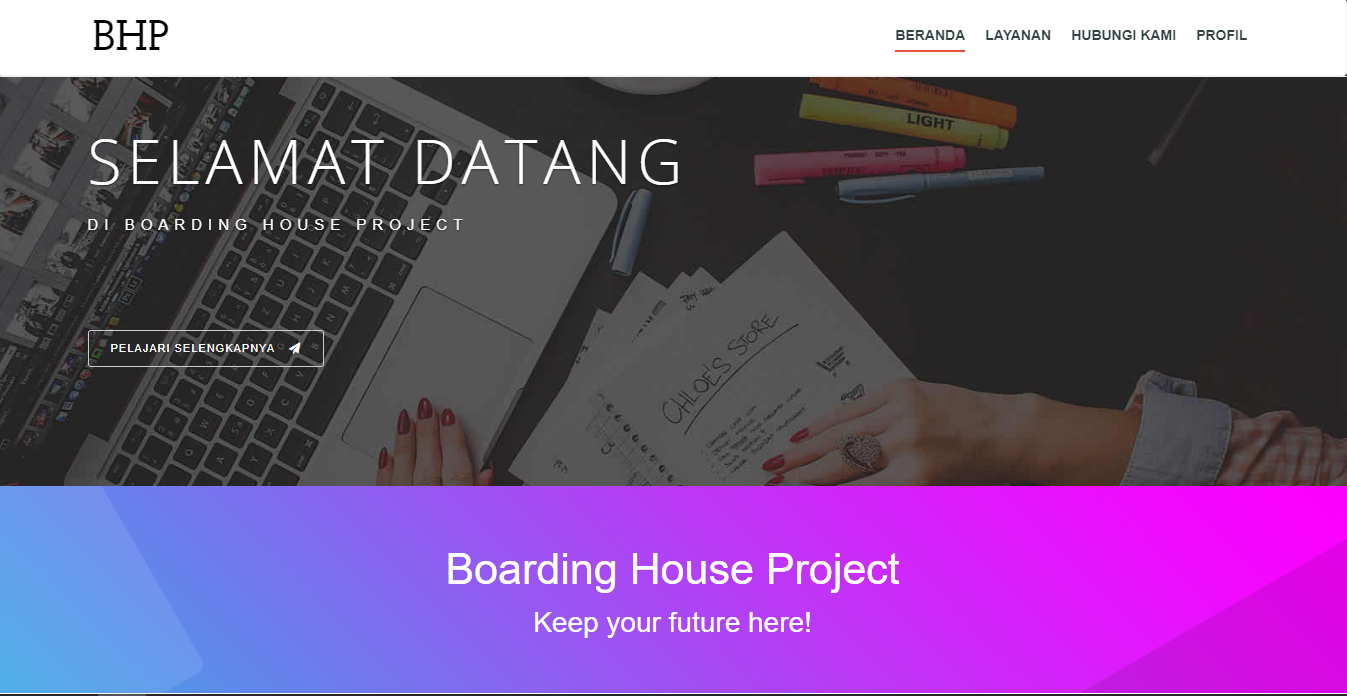 BHP
BERANDA LAYANAN HUBUNGI KAMI PROFIL
SELAMAT DATANG
DI BOARDING HOUSE PROJECT
PELAJARI SELENGKAPNYA
LIGHT
CHLOE'S STORE
Boarding House Project
Keep your future here!